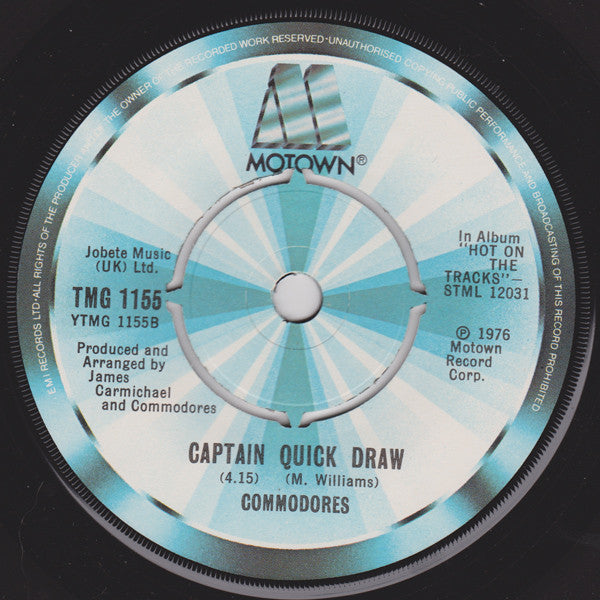 EMI RECORDS LTD·ALL RIGHTS OF THE PRODUCER AND OF THE OWNER OF THE RECORDED WORK RESERVED·UNAUTHORISED COPYING PUBLIC PERFORMANCE AND BROADCASTING OF THIS RECORD PROHIBITED
MOTOWN®
Jobete Music
(UK) Ltd.
TMG 1155
YTMG 1155B
Produced and
Arranged by
James
Carmichael
and Commodores
In Album
"HOT ON
THE
TRACKS"–
STML 12031
℗ 1976
Motown
Record
Corp.
CAPTAIN QUICK DRAW
(4.15) (M. Williams)
COMMODORES